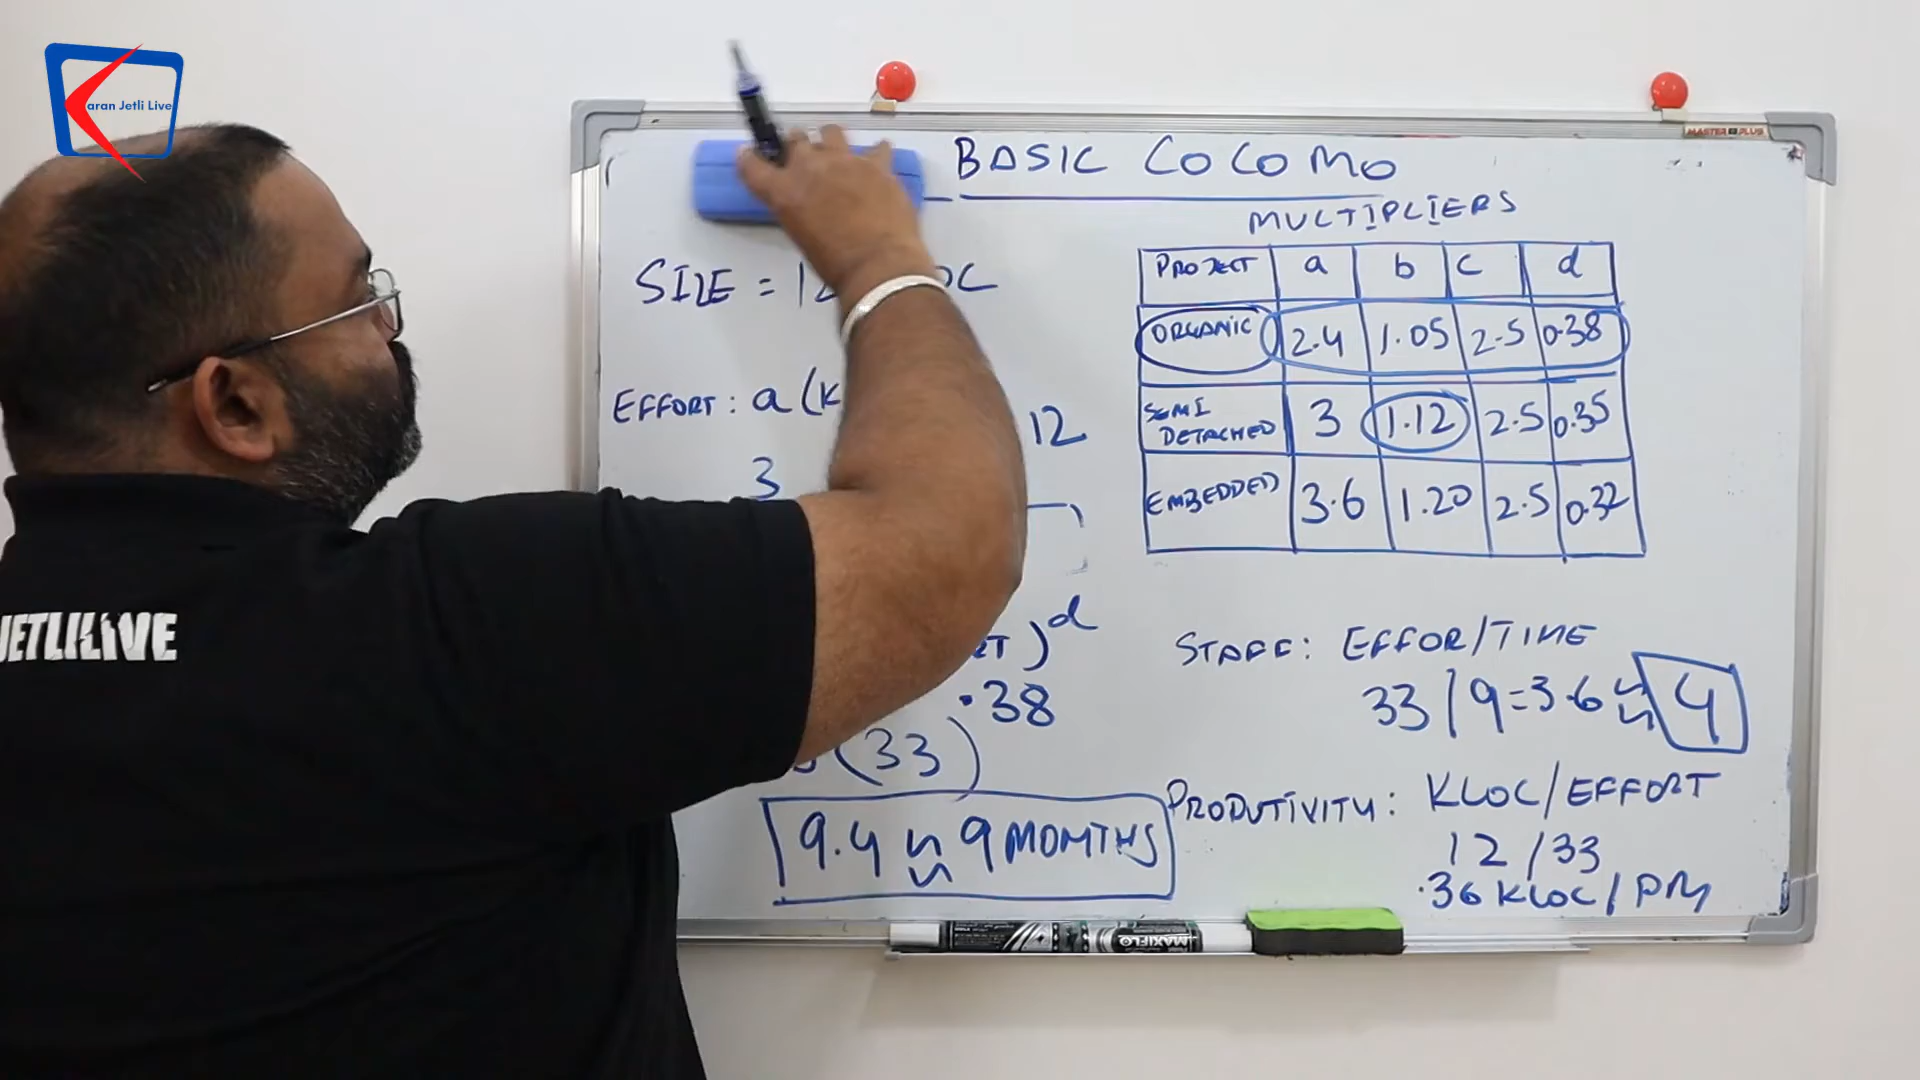 aran Jetli Live
JETLILIVE
MASTER PLUS
BASIC COCOMO
MULTIPLIERS
PROJECT a b c d
ORGANIC 2.4 1.05 2.5 0.38
SEMI DETACHED 3 1.12 2.5 0.35
EMBEDDED 3.6 1.20 2.5 0.32
SIZE = 12
EFFORT: a (K
12
3
)d
.38
(33)
9.4 ≈ 9 MONTHS
STAFF: EFFOR/TIME
33 / 9 = 3.6 ≈ 4
PRODUTIVITY: KLOC/EFFORT
12 / 33
.36 KLOC / PM
MAXIFLO